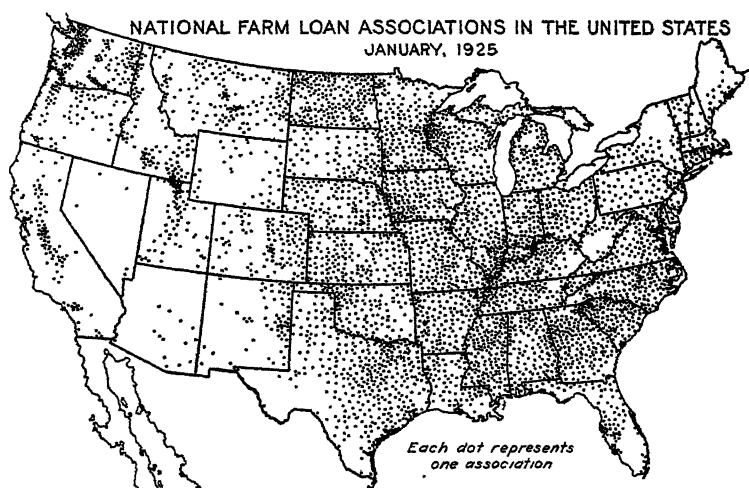 NATIONAL FARM LOAN ASSOCIATIONS IN THE UNITED STATES
JANUARY, 1925
Each dot represents
one association